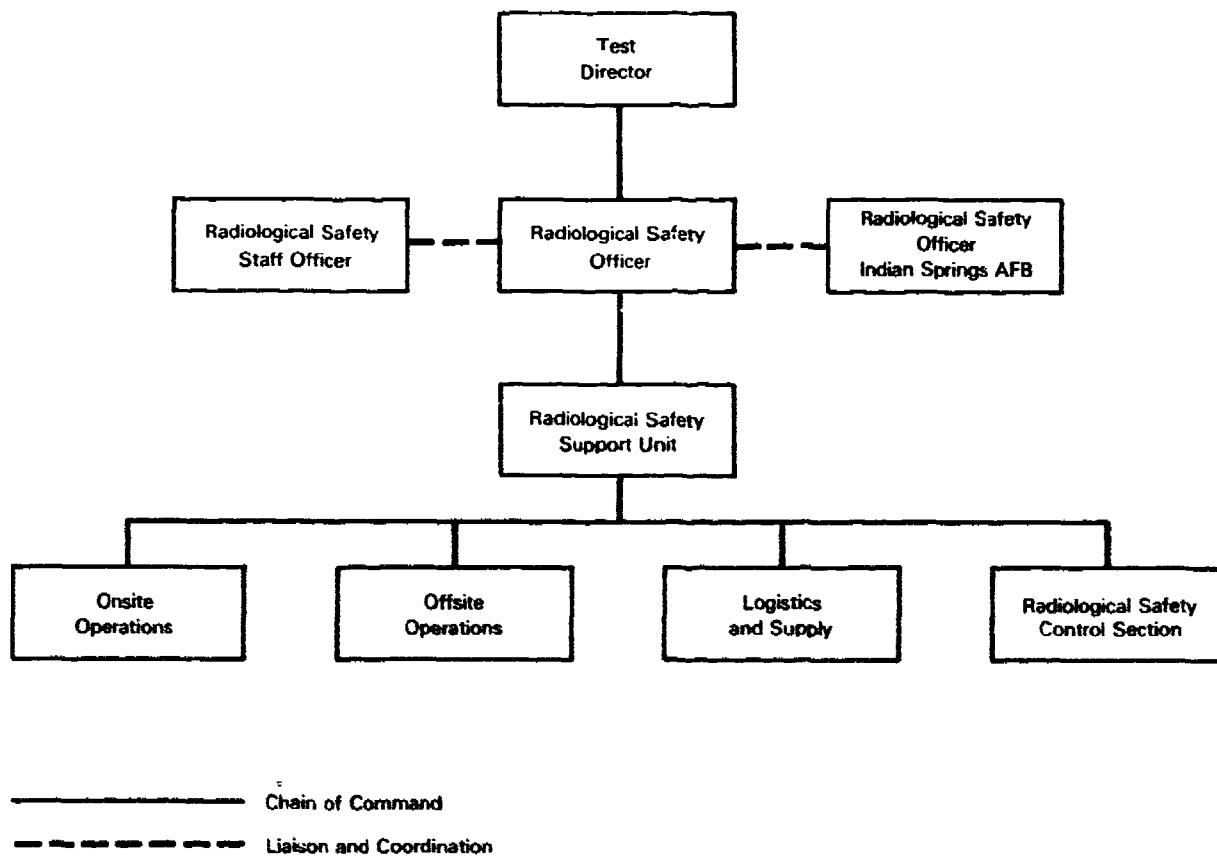 Test
Director
Radiological Safety
Staff Officer
Radiological Safety
Officer
Radiological Safety
Officer
Indian Springs AFB
Radiological Safety
Support Unit
Onsite
Operations
Offsite
Operations
Logistics
and Supply
Radiological Safety
Control Section
Chain of Command
Liaison and Coordination